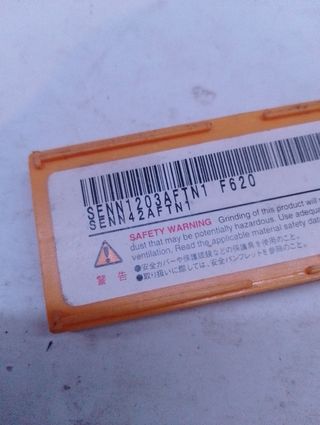 SENN1203AFTN1 F620
SENN42AFTN1
SAFETY WARNING Grinding of this product will
dust that may be potentially hazardous. Use adequate
ventilation. Read the applicable material safety data
警告
●安全カバーや保護眼鏡などの保護具を使用のこと。
●取り扱いに際しては、安全パンフレットを参照のこと。